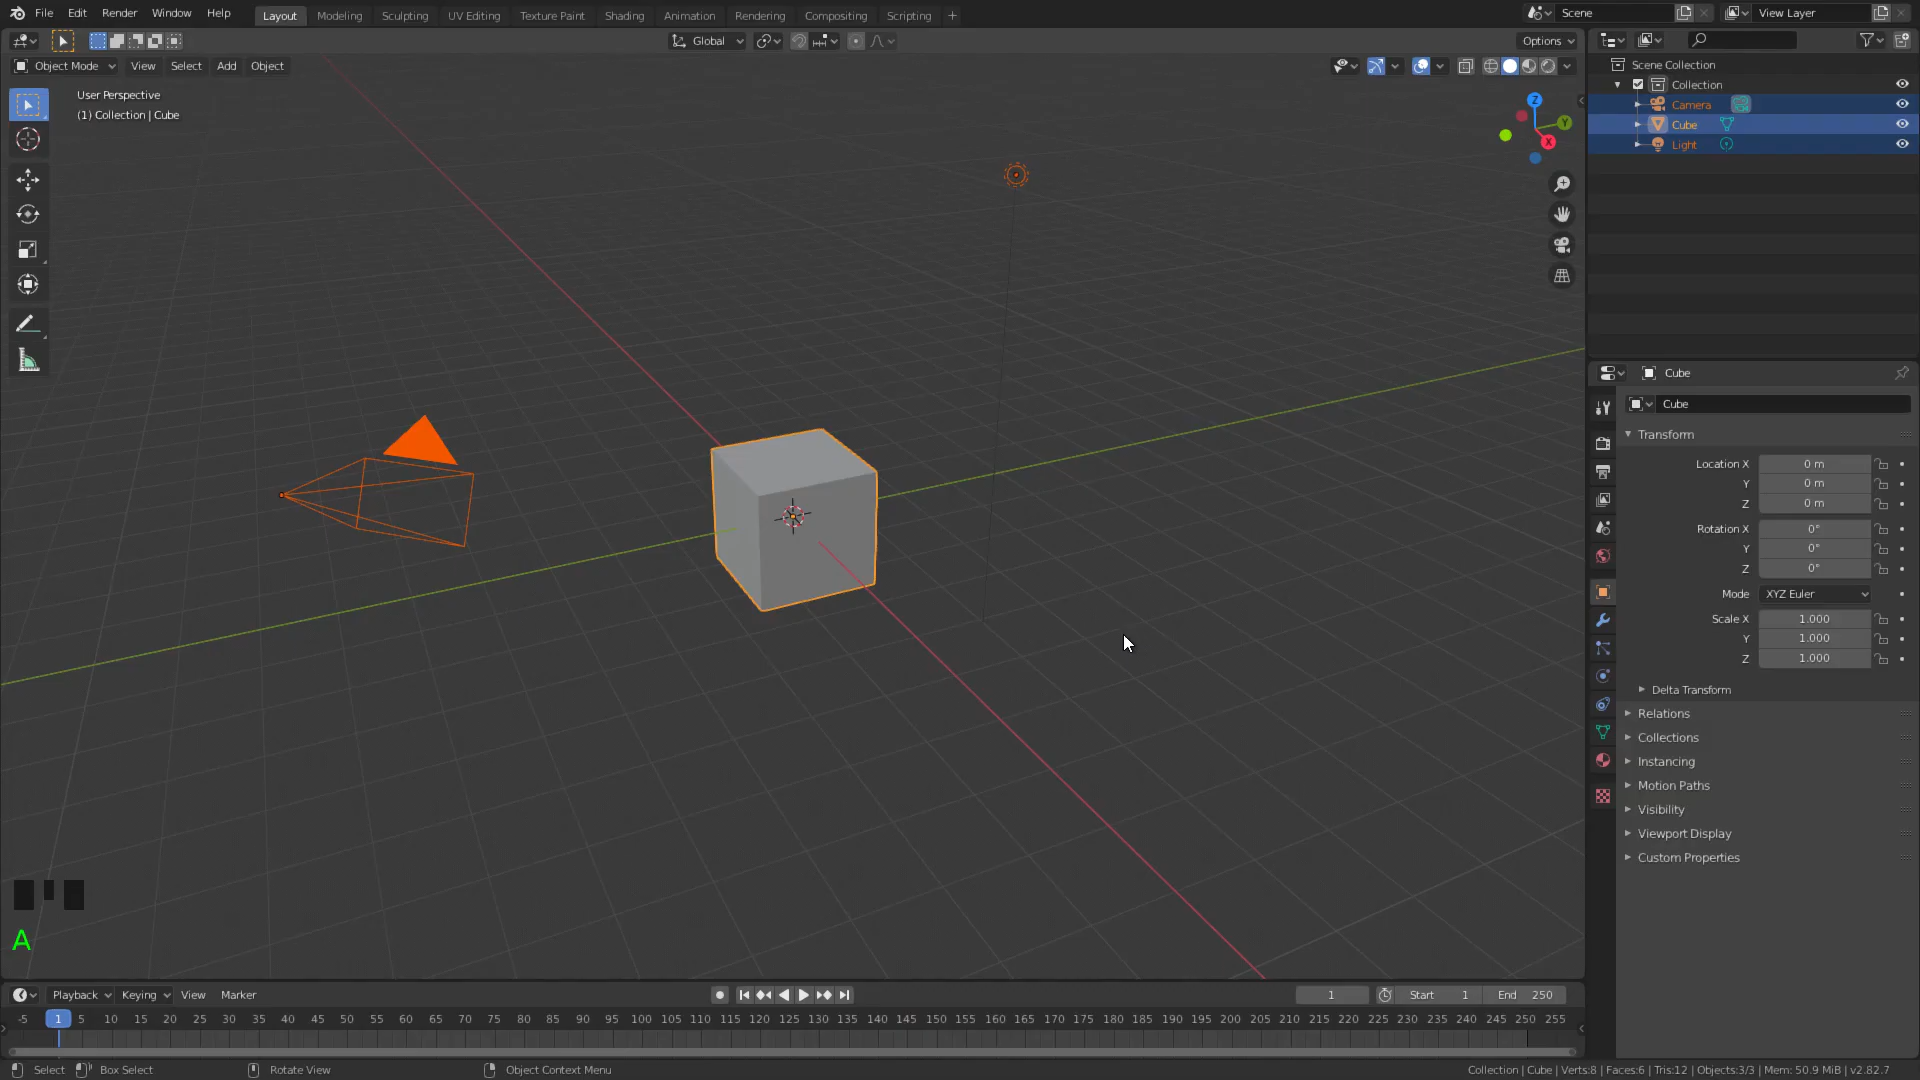 File Edit Render Window Help Layout Modeling Sculpting UV Editing Texture Paint Shading Animation Rendering Compositing Scripting + Scene View Layer
Global Options
Object Mode View Select Add Object
User Perspective
(1) Collection | Cube
Z
Y
X
Scene Collection
Collection
Camera
Cube
Light
Cube
Cube
Transform
Location X 0 m
Y 0 m
Z 0 m
Rotation X 0°
Y 0°
Z 0°
Mode XYZ Euler
Scale X 1.000
Y 1.000
Z 1.000
Delta Transform
Relations
Collections
Instancing
Motion Paths
Visibility
Viewport Display
Custom Properties
A
Playback Keying View Marker 1 Start 1 End 250
-5 1 5 10 15 20 25 30 35 40 45 50 55 60 65 70 75 80 85 90 95 100 105 110 115 120 125 130 135 140 145 150 155 160 165 170 175 180 185 190 195 200 205 210 215 220 225 230 235 240 245 250 255
Select Box Select Rotate View Object Context Menu Collection | Cube | Verts:8 | Faces:6 | Tris:12 | Objects:3/3 | Mem: 50.9 MiB | v2.82.7